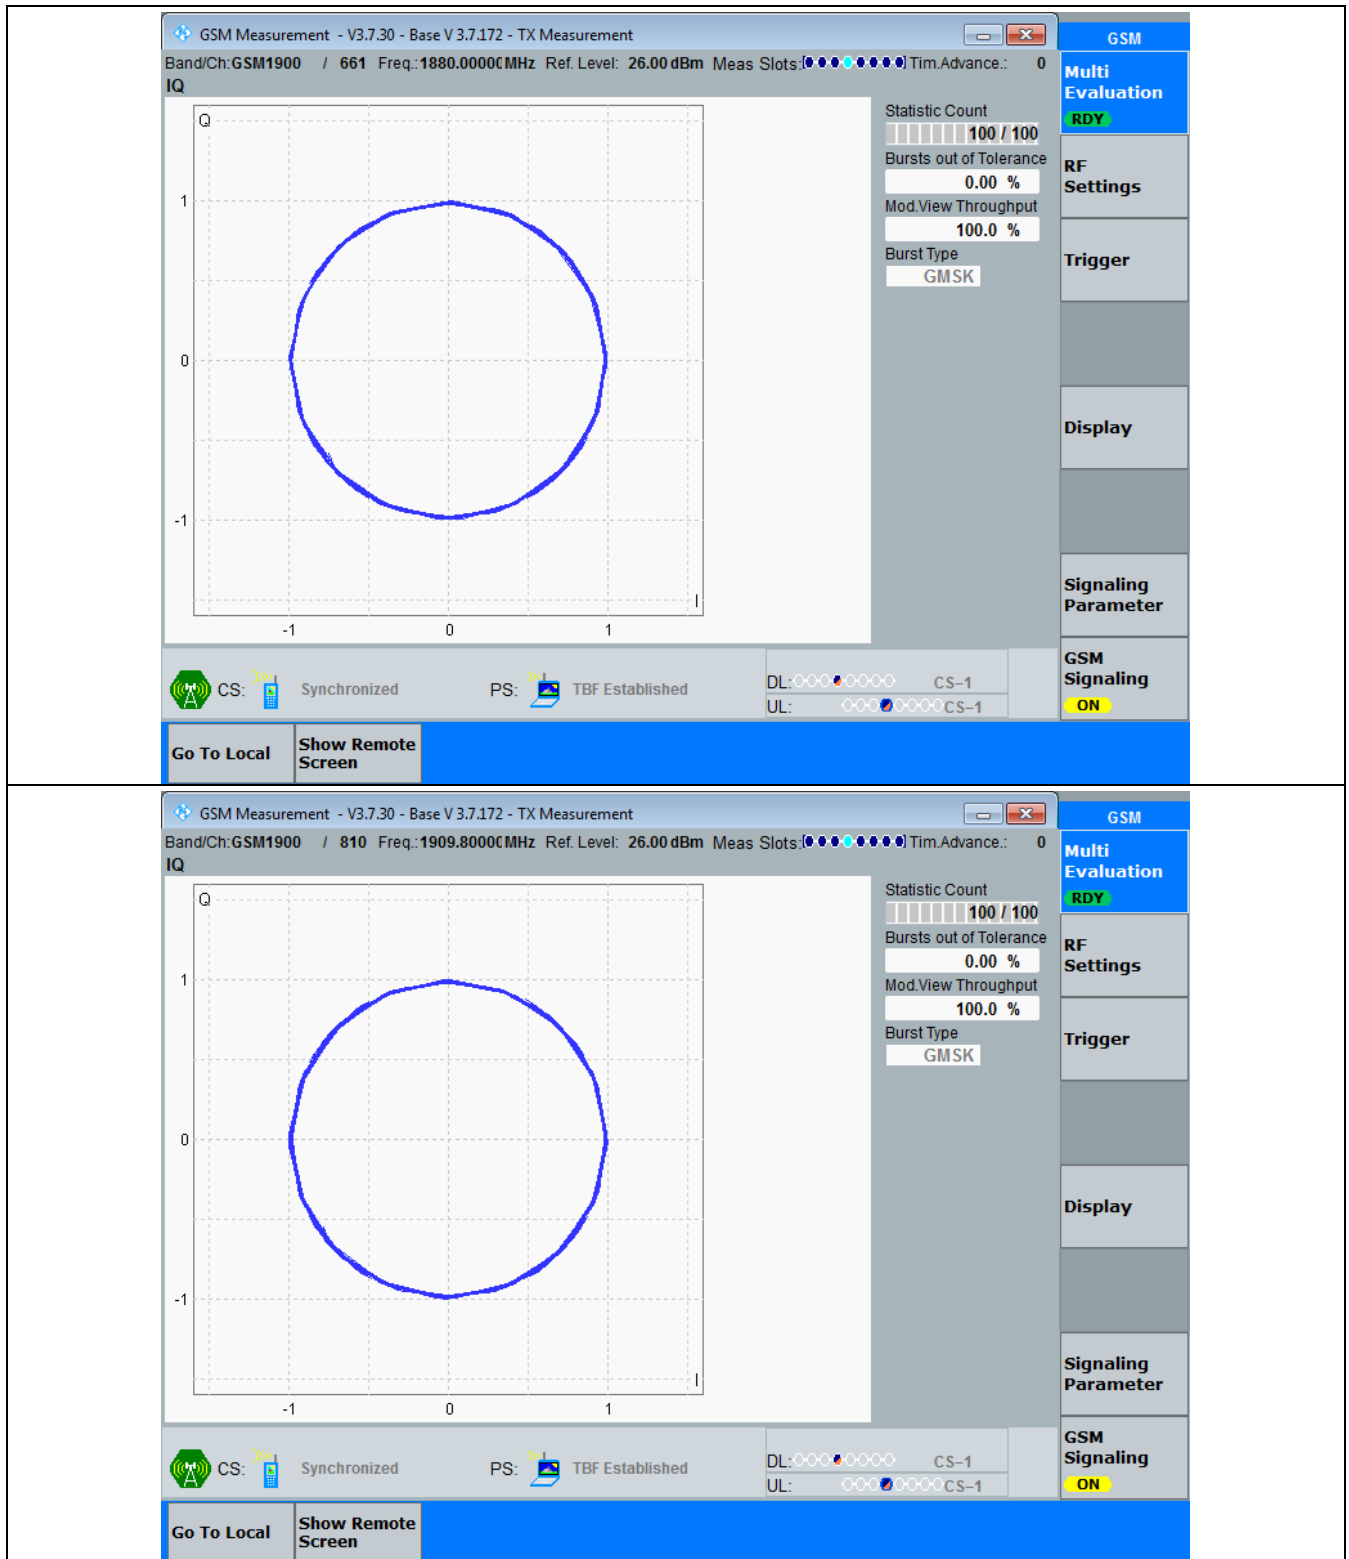 GSM Measurement - V3.7.30 - Base V 3.7.172 - TX Measurement
GSM
Band/Ch:GSM1900 / 661 Freq.:1880.00000 MHz Ref. Level: 26.00 dBm Meas Slots: Tim.Advance.: 0
IQ
Multi
Evaluation
RDY
Q
Statistic Count
100 / 100
Bursts out of Tolerance
0.00 %
Mod.View Throughput
100.0 %
Burst Type
GMSK
RF
Settings
Trigger
Display
Signaling
Parameter
GSM
Signaling
ON
1
0
-1
I
-1 0 1
CS: Synchronized PS: TBF Established
DL: CS-1
UL: CS-1
Go To Local
Show Remote
Screen
GSM Measurement - V3.7.30 - Base V 3.7.172 - TX Measurement
GSM
Band/Ch:GSM1900 / 810 Freq.:1909.80000 MHz Ref. Level: 26.00 dBm Meas Slots: Tim.Advance.: 0
IQ
Multi
Evaluation
RDY
Q
Statistic Count
100 / 100
Bursts out of Tolerance
0.00 %
Mod.View Throughput
100.0 %
Burst Type
GMSK
RF
Settings
Trigger
Display
Signaling
Parameter
GSM
Signaling
ON
1
0
-1
I
-1 0 1
CS: Synchronized PS: TBF Established
DL: CS-1
UL: CS-1
Go To Local
Show Remote
Screen